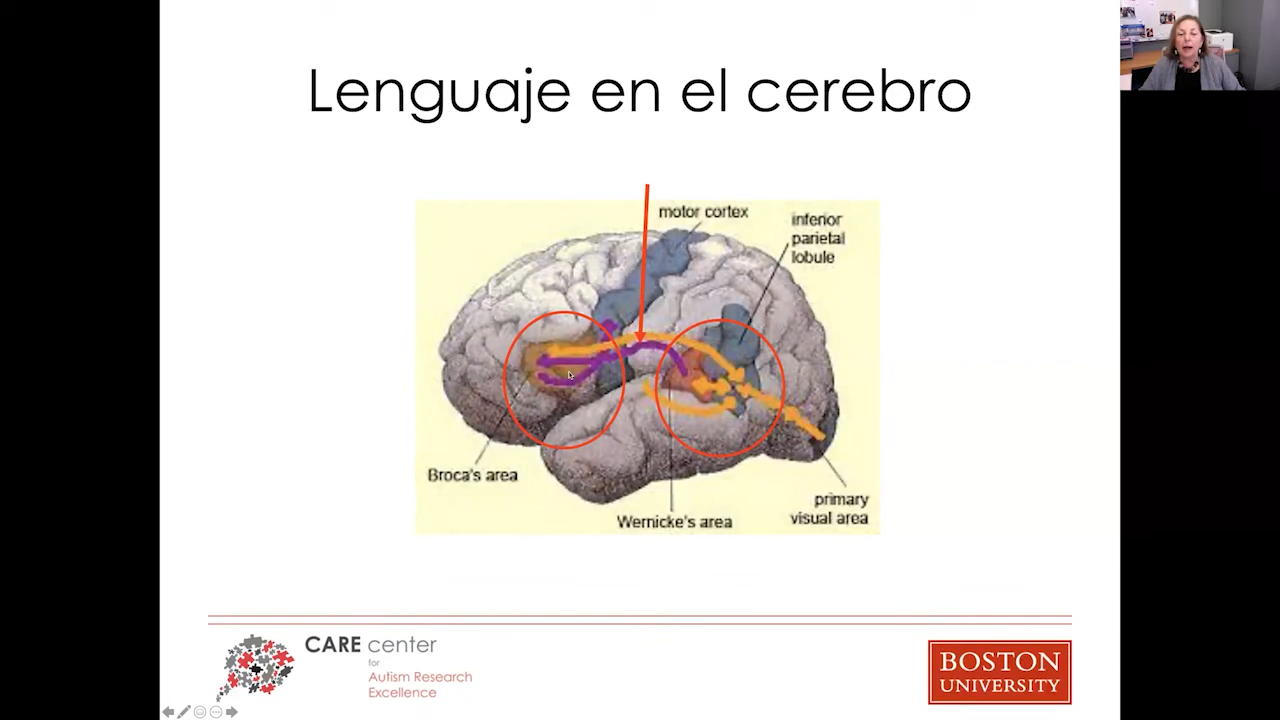 Lenguaje en el cerebro
motor cortex
inferior
parietal
lobule
Broca's area
Wernicke's area
primary
visual area
CARE center
for
Autism Research
Excellence
BOSTON
UNIVERSITY